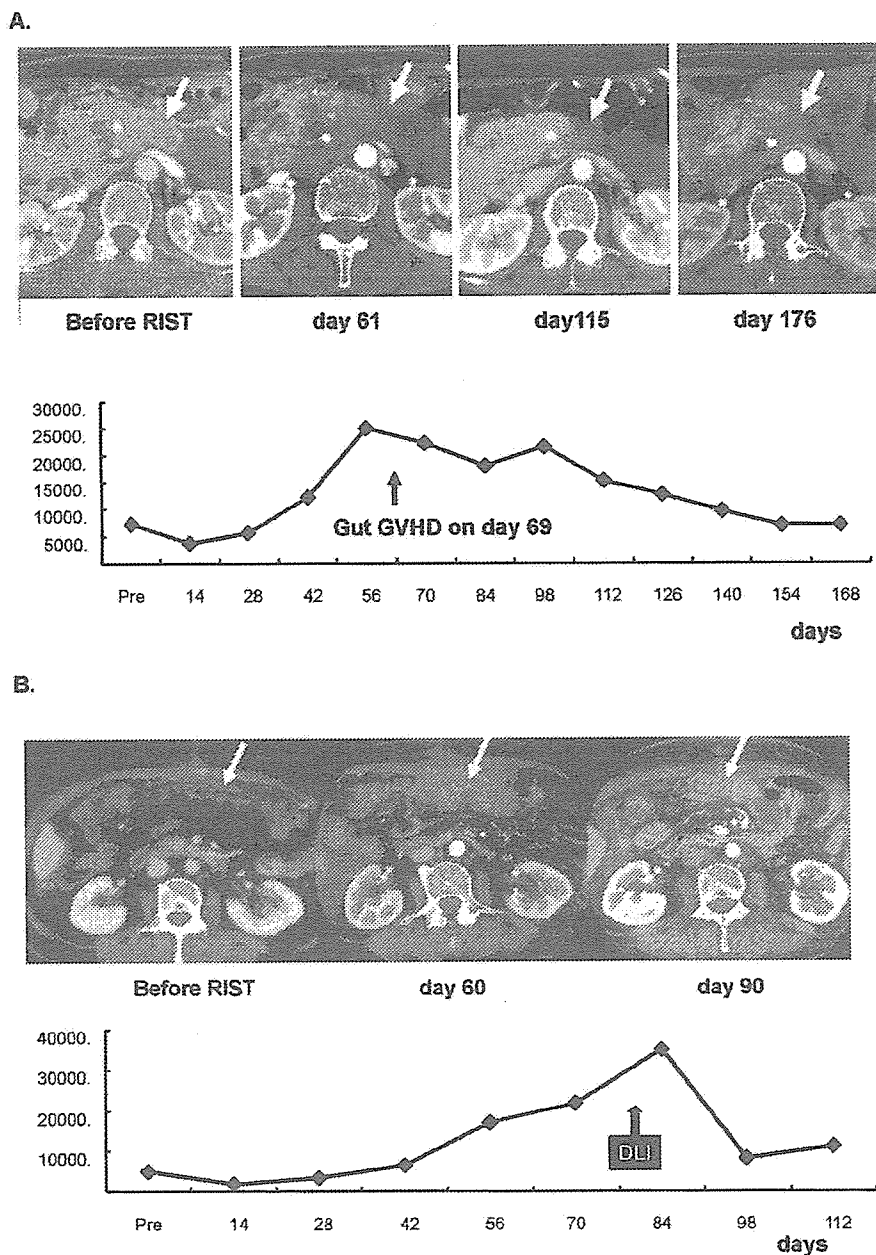 A.
Before RIST day 61 day115 day 176
30000.
25000.
20000.
15000.
10000.
5000.
Gut GVHD on day 69
Pre 14 28 42 56 70 84 98 112 126 140 154 168
days
B.
Before RIST day 60 day 90
40000.
30000.
20000.
10000.
DLI
Pre 14 28 42 56 70 84 98 112
days